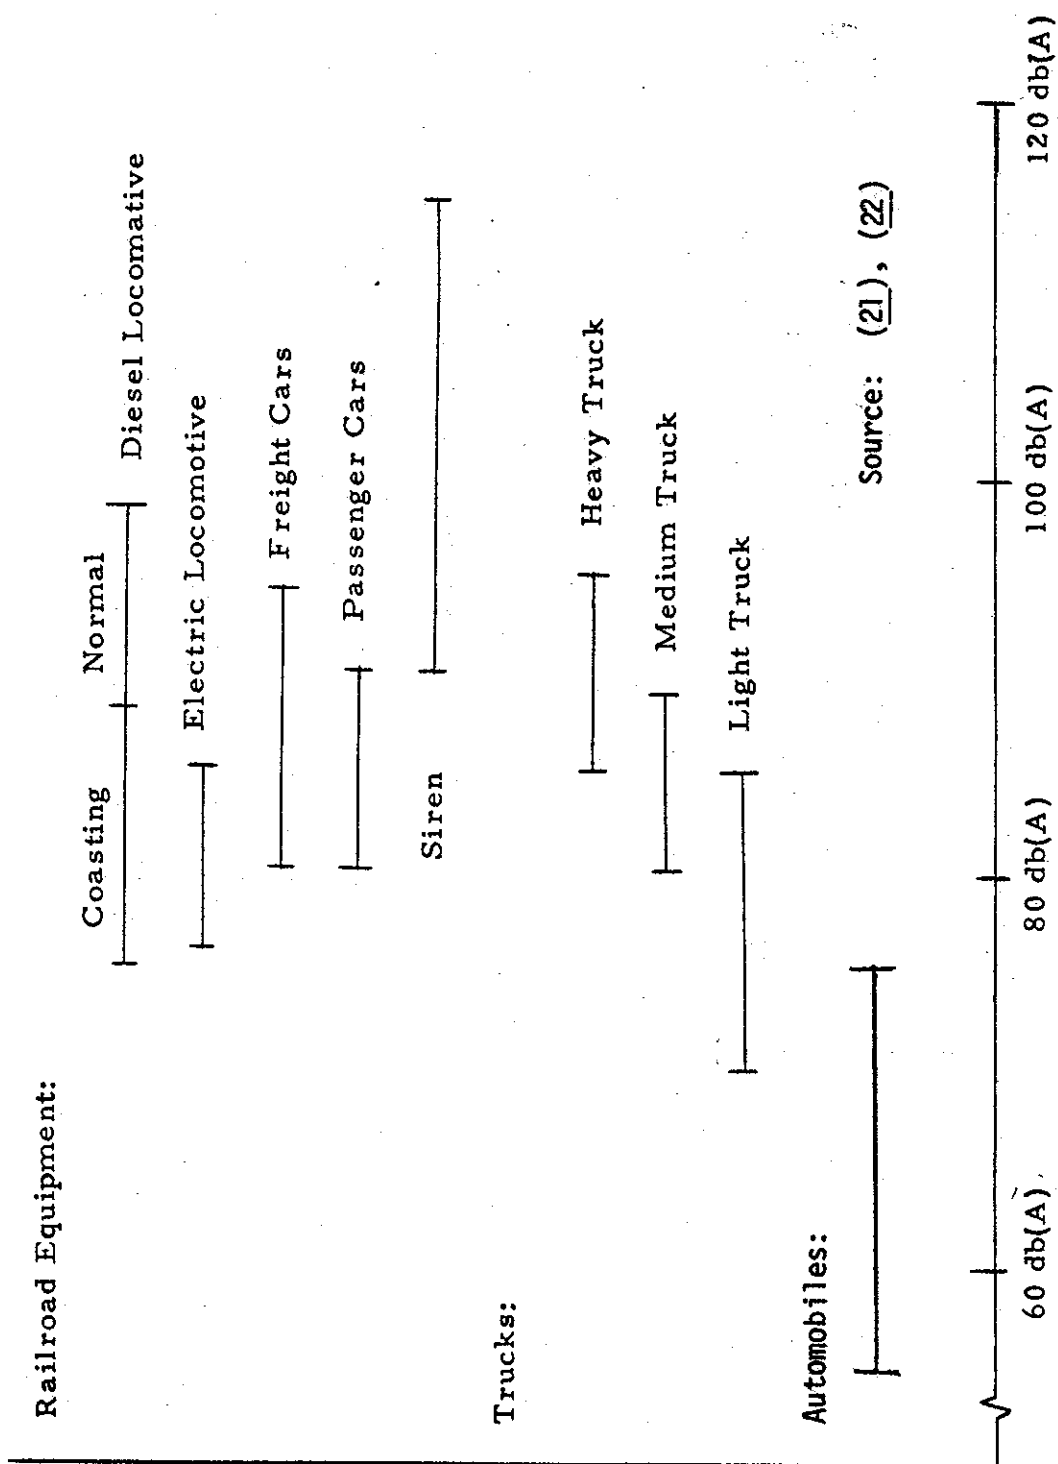 Railroad Equipment:
Coasting
Normal
Diesel Locomative
Electric Locomotive
Freight Cars
Passenger Cars
Siren
Trucks:
Heavy Truck
Medium Truck
Light Truck
Automobiles:
Source: (21), (22)
60 db(A)
80 db(A)
100 db(A)
120 db(A)